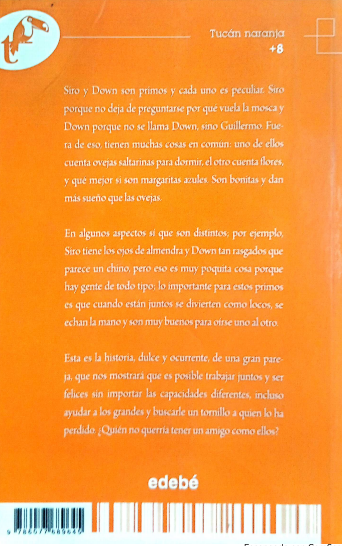 Tucán naranja
+8
Siro y Down son primos y cada uno es peculiar. Siro
porque no deja de preguntarse por qué vuela la mosca y
Down porque no se llama Down, sino Guillermo. Fue-
ra de eso, tienen muchas cosas en común: uno de ellos
cuenta ovejas saltarinas para dormir, el otro cuenta flores,
y que mejor si son margaritas azules. Son bonitas y dan
más sueño que las ovejas.
En algunos aspectos sí que son distintos; por ejemplo,
Siro tiene los ojos de almendra y Down tan rasgados que
parece un chino, pero eso es muy poquita cosa porque
hay gente de todo tipo; lo importante para estos primos
es que cuando están juntos se divierten como locos, se
echan la mano y son muy buenos para oírse uno al otro.
Esta es la historia, dulce y ocurrente, de una gran pare-
ja, que nos mostrará que es posible trabajar juntos y ser
felices sin importar las capacidades diferentes, incluso
ayudar a los grandes y buscarle un tornillo a quien lo ha
perdido. ¿Quién no querría tener un amigo como ellos?
edebé